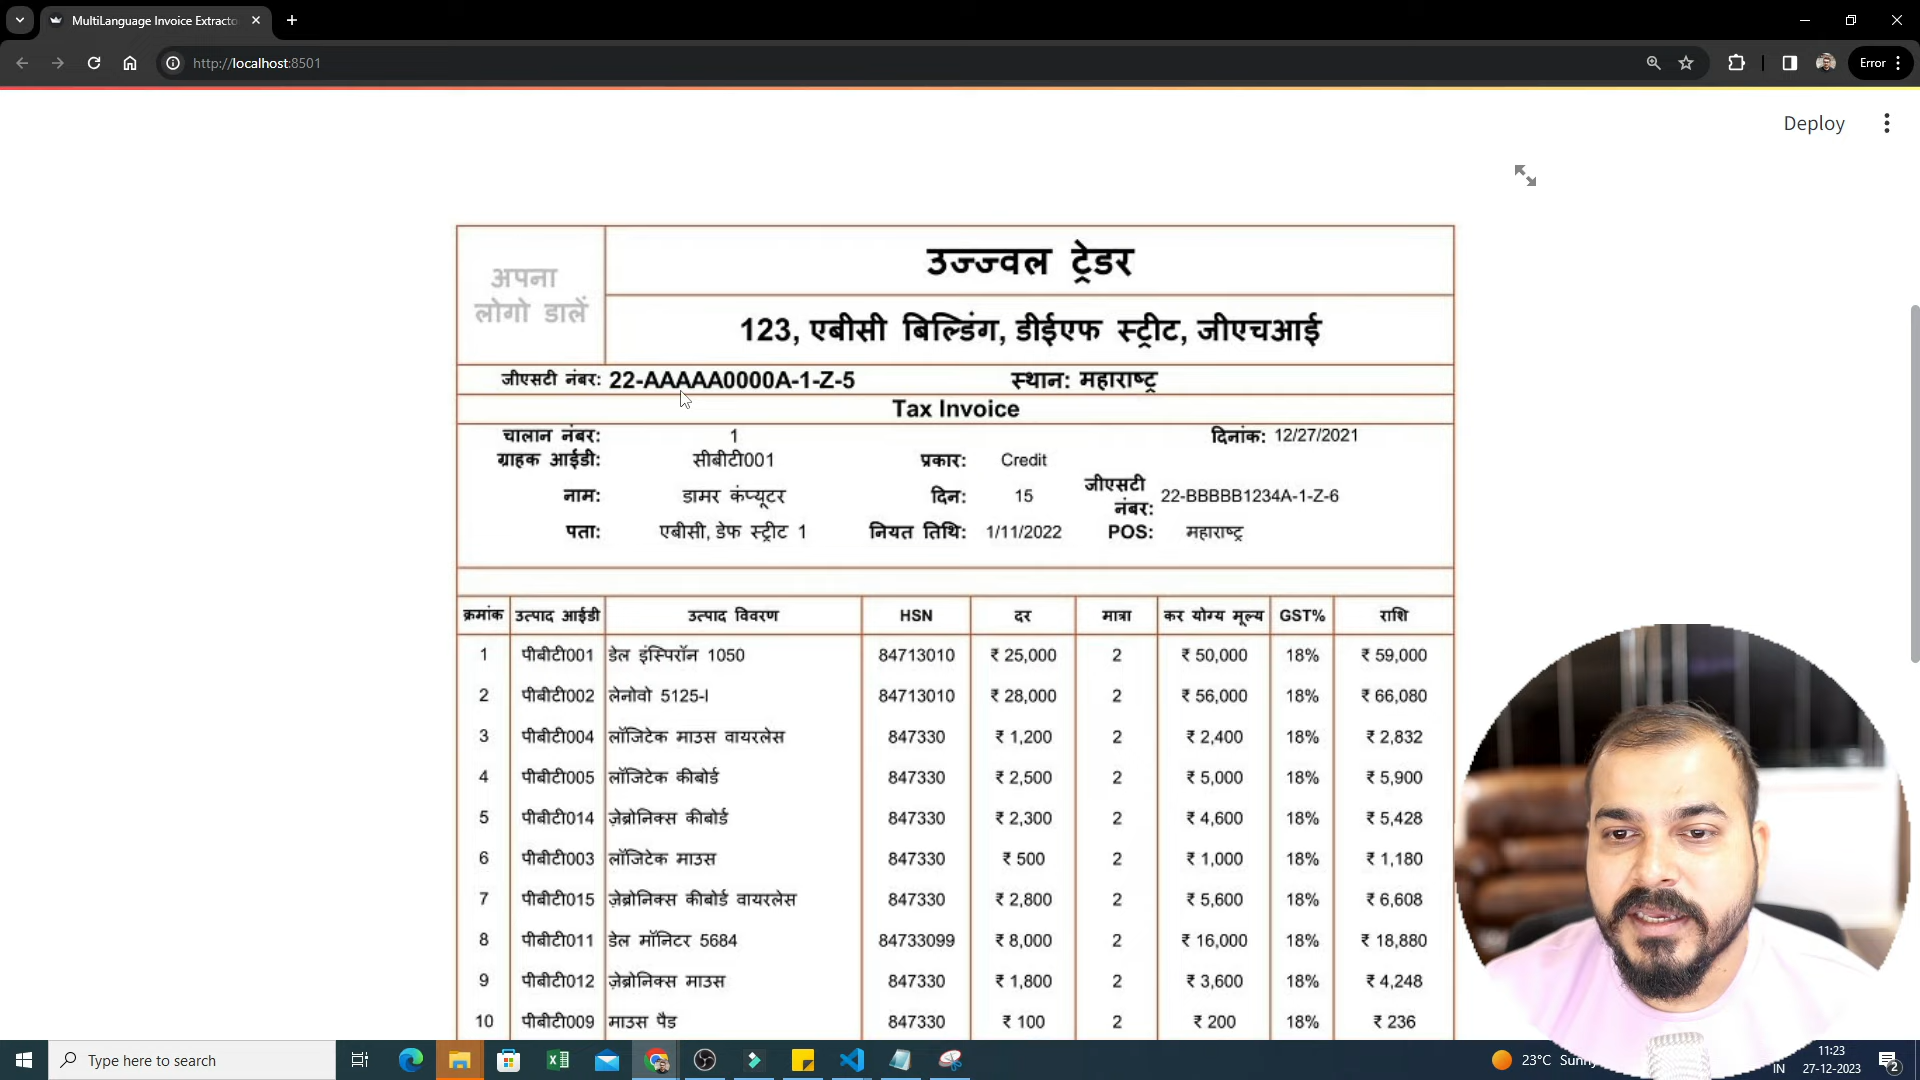 MultiLanguage Invoice Extracto
http://localhost:8501
Error
Deploy
अपना
लोगो डालें
उज्ज्वल ट्रेडर
123, एबीसी बिल्डिंग, डीईएफ स्ट्रीट, जीएचआई
जीएसटी नंबर: 22-AAAAA0000A-1-Z-5 स्थान: महाराष्ट्र
Tax Invoice
चालान नंबर: 1 दिनांक: 12/27/2021
ग्राहक आईडी: सीबीटी001 प्रकार: Credit
नाम: डामर कंप्यूटर दिन: 15 जीएसटी नंबर: 22-BBBBB1234A-1-Z-6
पता: एबीसी, डेफ स्ट्रीट 1 नियत तिथि: 1/11/2022 POS: महाराष्ट्र
क्रमांक उत्पाद आईडी उत्पाद विवरण HSN दर मात्रा कर योग्य मूल्य GST% राशि
1 पीबीटी001 डेल इंस्पिरॉन 1050 84713010 ₹ 25,000 2 ₹ 50,000 18% ₹ 59,000
2 पीबीटी002 लेनोवो 5125-I 84713010 ₹ 28,000 2 ₹ 56,000 18% ₹ 66,080
3 पीबीटी004 लॉजिटेक माउस वायरलेस 847330 ₹ 1,200 2 ₹ 2,400 18% ₹ 2,832
4 पीबीटी005 लॉजिटेक कीबोर्ड 847330 ₹ 2,500 2 ₹ 5,000 18% ₹ 5,900
5 पीबीटी014 ज़ेब्रोनिक्स कीबोर्ड 847330 ₹ 2,300 2 ₹ 4,600 18% ₹ 5,428
6 पीबीटी003 लॉजिटेक माउस 847330 ₹ 500 2 ₹ 1,000 18% ₹ 1,180
7 पीबीटी015 ज़ेब्रोनिक्स कीबोर्ड वायरलेस 847330 ₹ 2,800 2 ₹ 5,600 18% ₹ 6,608
8 पीबीटी011 डेल मॉनिटर 5684 84733099 ₹ 8,000 2 ₹ 16,000 18% ₹ 18,880
9 पीबीटी012 ज़ेब्रोनिक्स माउस 847330 ₹ 1,800 2 ₹ 3,600 18% ₹ 4,248
10 पीबीटी009 माउस पैड 847330 ₹ 100 2 ₹ 200 18% ₹ 236
Type here to search
23°C
IN
11:23
27-12-2023
2